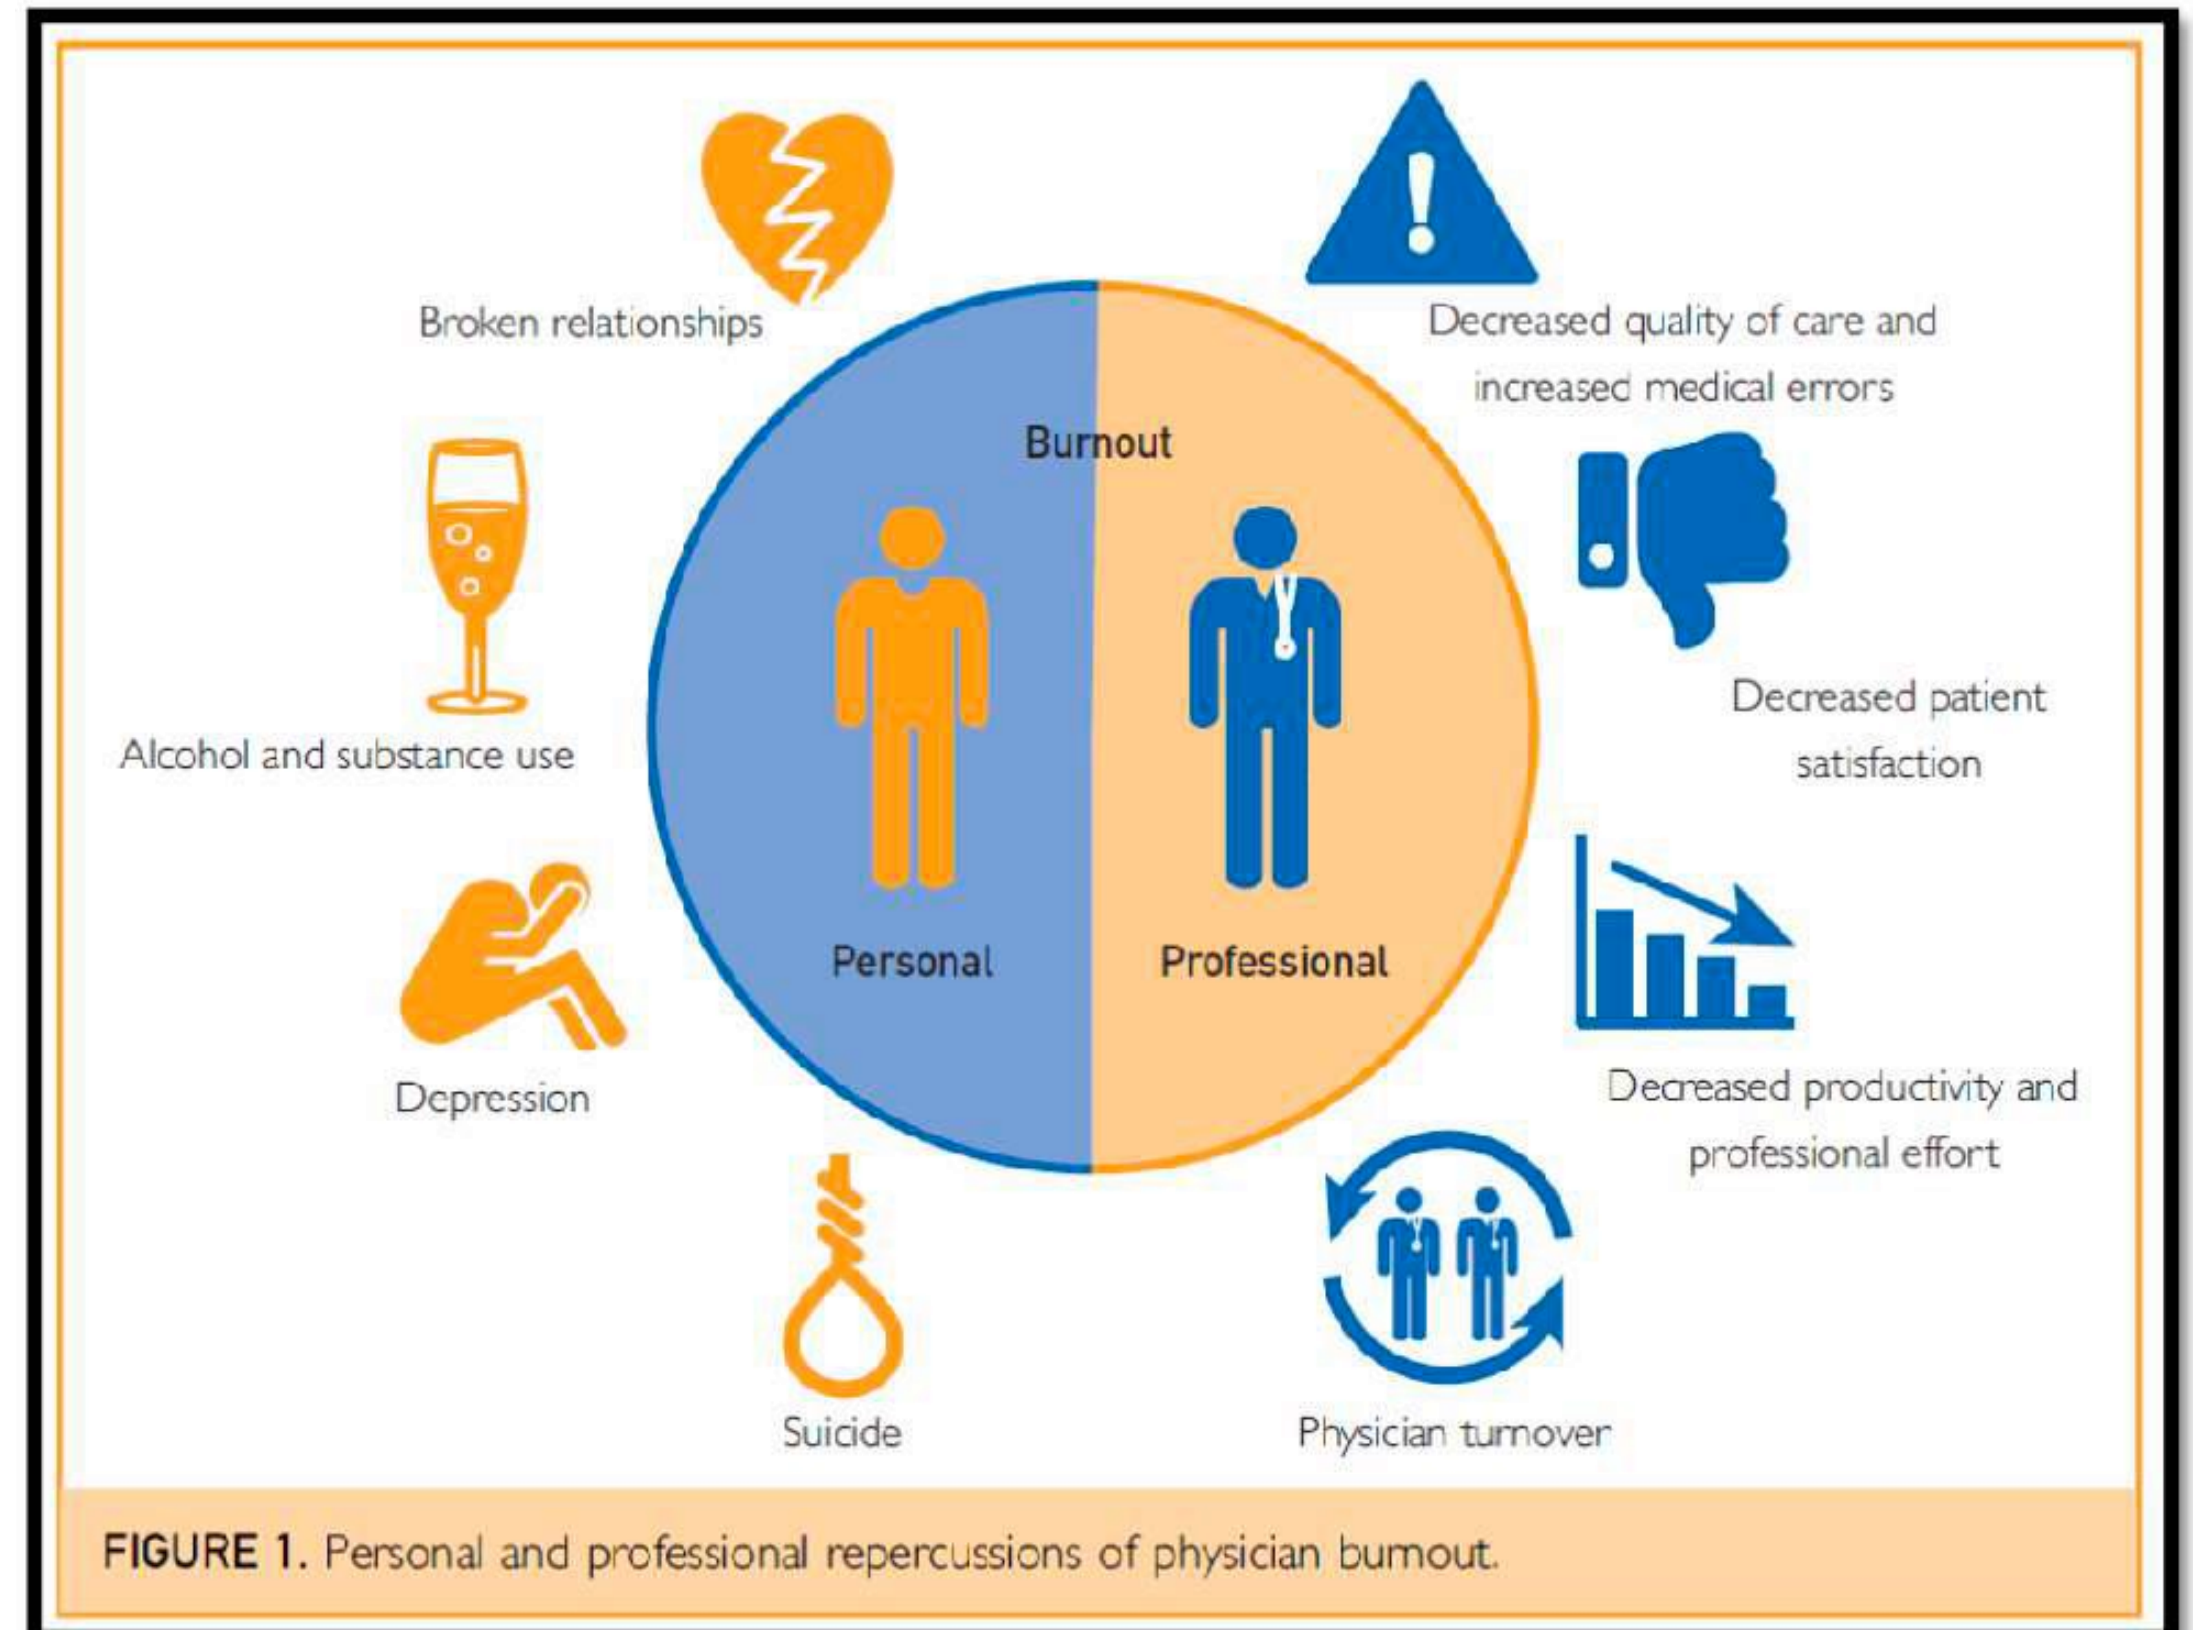 Broken relationships
Decreased quality of care and
increased medical errors
Burnout
Alcohol and substance use
Decreased patient
satisfaction
Personal
Professional
Depression
Decreased productivity and
professional effort
Suicide
Physician turnover
FIGURE 1. Personal and professional repercussions of physician burnout.